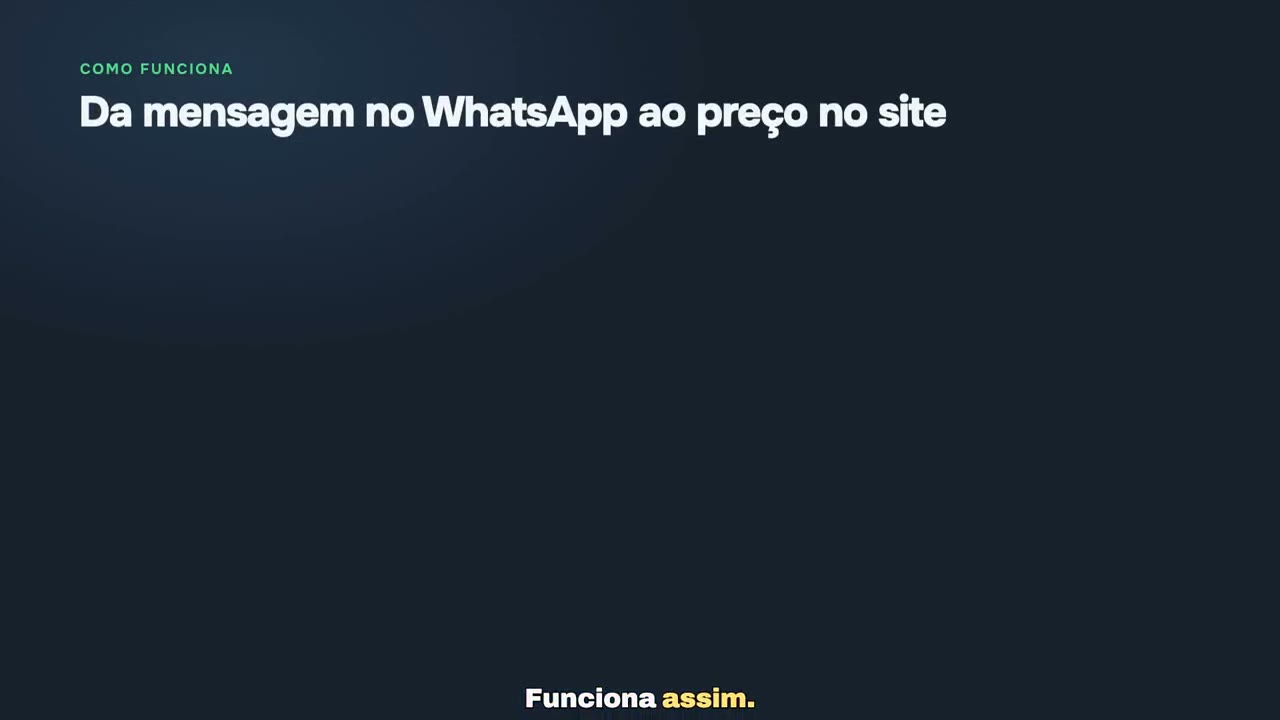 COMO FUNCIONA
Da mensagem no WhatsApp ao preço no site
Funciona assim.